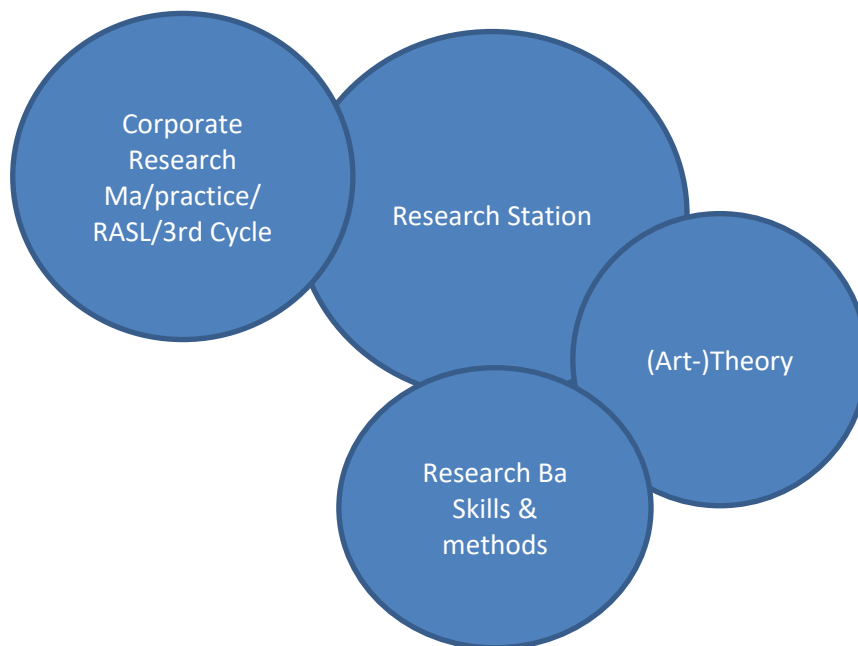 Corporate
Research
Ma/practice/
RASL/3rd Cycle
Research Station
(Art-)Theory
Research Ba
Skills &
methods